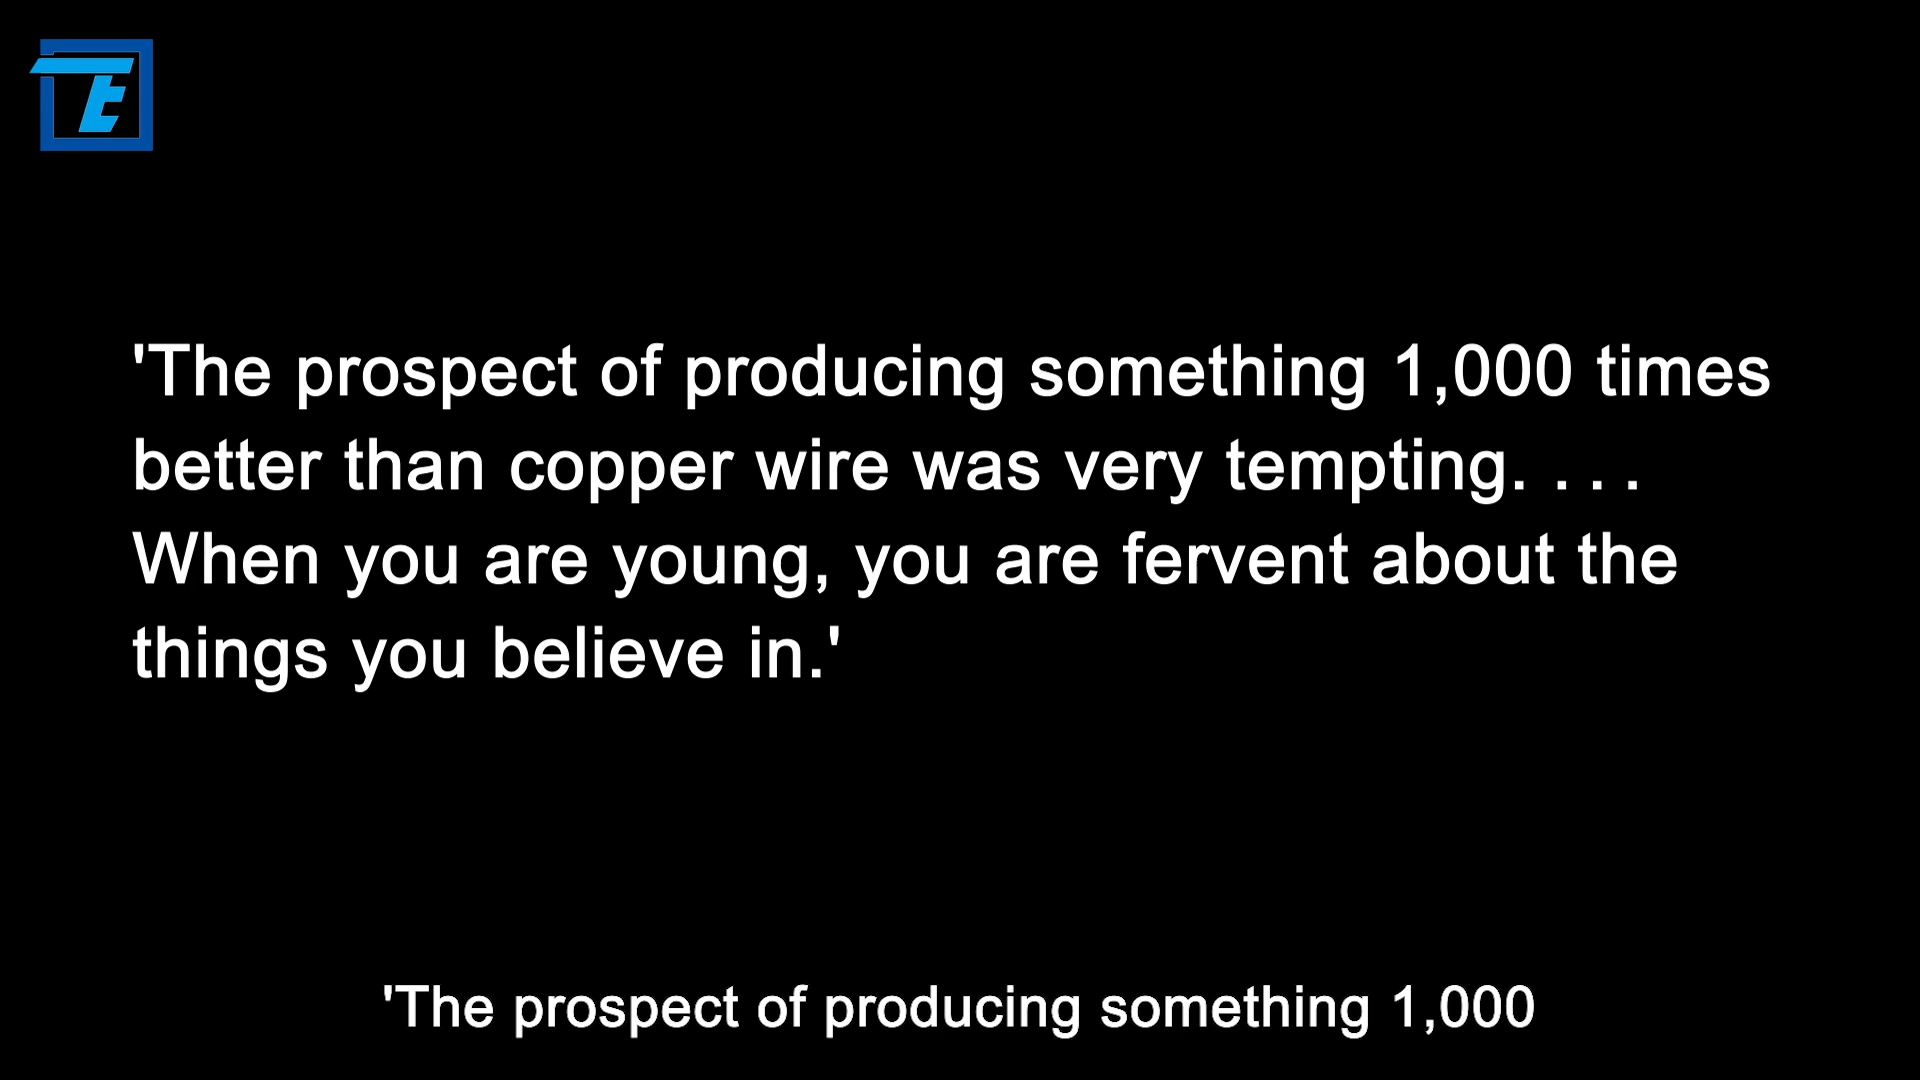 TE
'The prospect of producing something 1,000 times
better than copper wire was very tempting. . . .
When you are young, you are fervent about the
things you believe in.'
'The prospect of producing something 1,000